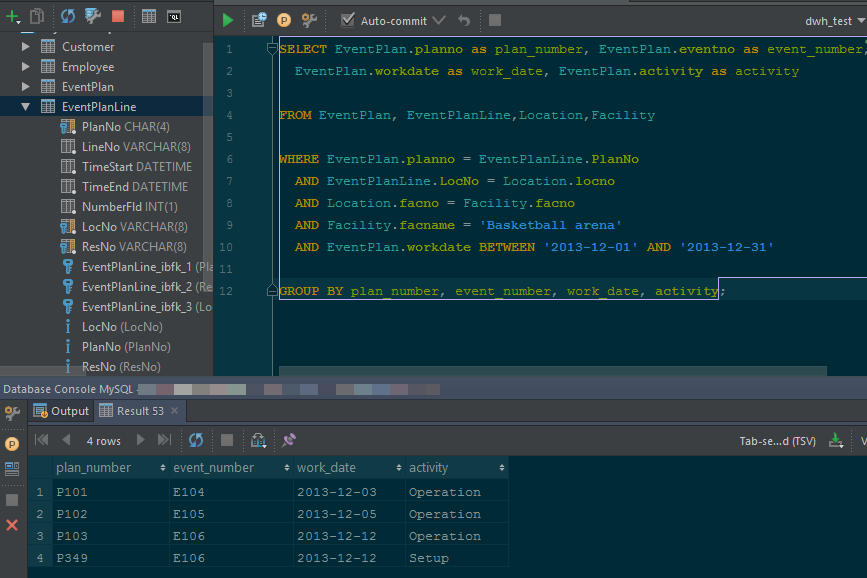 Auto-commit
dwh_test
Customer
Employee
EventPlan
EventPlanLine
PlanNo CHAR(4)
LineNo VARCHAR(8)
TimeStart DATETIME
TimeEnd DATETIME
NumberFld INT(1)
LocNo VARCHAR(8)
ResNo VARCHAR(8)
EventPlanLine_ibfk_1 (Pla
EventPlanLine_ibfk_2 (Re
EventPlanLine_ibfk_3 (Lo
LocNo (LocNo)
PlanNo (PlanNo)
ResNo (ResNo)
1 SELECT EventPlan.planno as plan_number, EventPlan.eventno as event_number,
2 EventPlan.workdate as work_date, EventPlan.activity as activity
3
4 FROM EventPlan, EventPlanLine,Location,Facility
5
6 WHERE EventPlan.planno = EventPlanLine.PlanNo
7 AND EventPlanLine.LocNo = Location.locno
8 AND Location.facno = Facility.facno
9 AND Facility.facname = 'Basketball arena'
10 AND EventPlan.workdate BETWEEN '2013-12-01' AND '2013-12-31'
11
12 GROUP BY plan_number, event_number, work_date, activity;
Database Console MySQL
Output Result 53
4 rows Tab-se...d (TSV)
plan_number event_number work_date activity
1 P101 E104 2013-12-03 Operation
2 P102 E105 2013-12-05 Operation
3 P103 E106 2013-12-12 Operation
4 P349 E106 2013-12-12 Setup